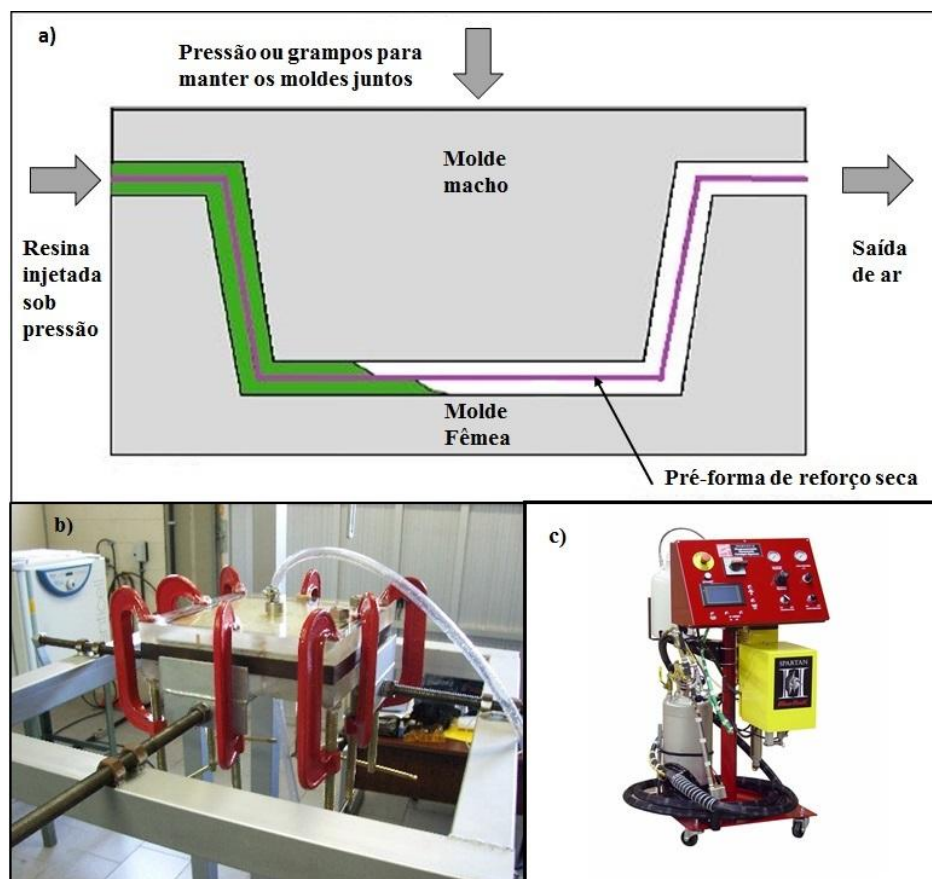 a)
Pressão ou grampos para
manter os moldes juntos
Molde
macho
Resina
injetada
sob
pressão
Saída
de ar
Molde
Fêmea
Pré-forma de reforço seca
b)
c)
SPARTAN
II